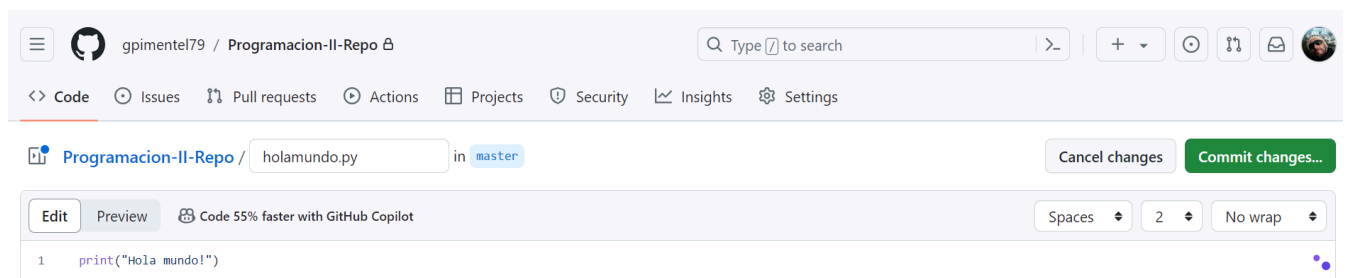 gpimentel79 / Programacion-II-Repo Type / to search
Code Issues Pull requests Actions Projects Security Insights Settings
Programacion-II-Repo / holamundo.py in master Cancel changes Commit changes...
Edit Preview Code 55% faster with GitHub Copilot Spaces 2 No wrap
1 print("Hola mundo!")